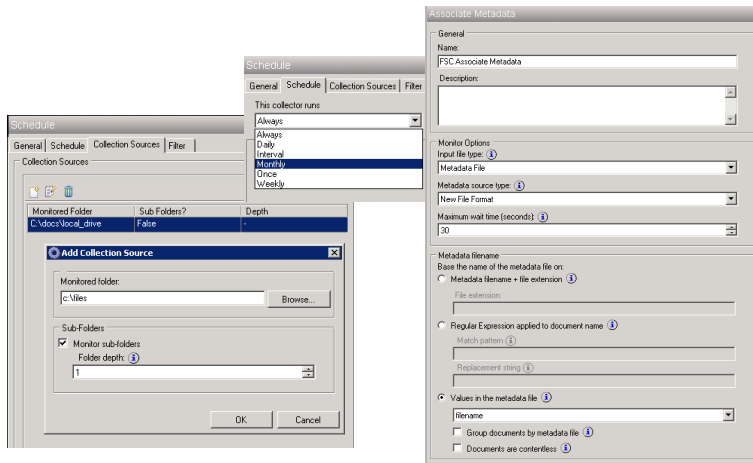 Schedule
General Schedule Collection Sources Filter
Collection Sources
Monitored Folder Sub Folders? Depth
C:\docs\local_drive False -
Add Collection Source
Monitored folder:
c:\files
Browse...
Sub-Folders
Monitor sub-folders
Folder depth:
1
OK Cancel
Schedule
General Schedule Collection Sources Filter
This collector runs
Always
Always
Daily
Interval
Monthly
Once
Weekly
Associate Metadata
General
Name:
FSC Associate Metadata
Description:
Monitor Options
Input file type:
Metadata File
Metadata source type:
New File Format
Maximum wait time (seconds):
30
Metadata filename
Base the name of the metadata file on:
Metadata filename + file extension
File extension:
Regular Expression applied to document name
Match pattern
Replacement string
Values in the metadata file
filename
Group documents by metadata file
Documents are contentless